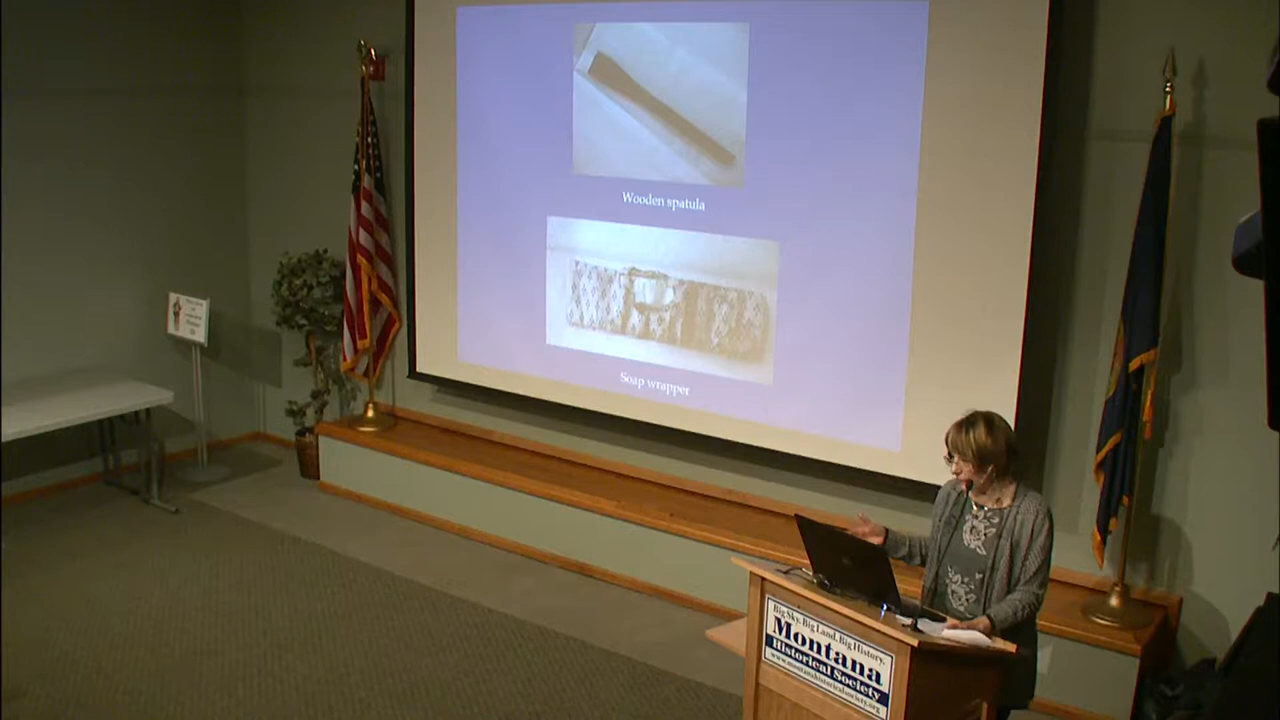 Wooden spatula
Soap wrapper
Big Sky. Big Land. Big History.
Montana
Historical Society
www.montanahistoricalsociety.org